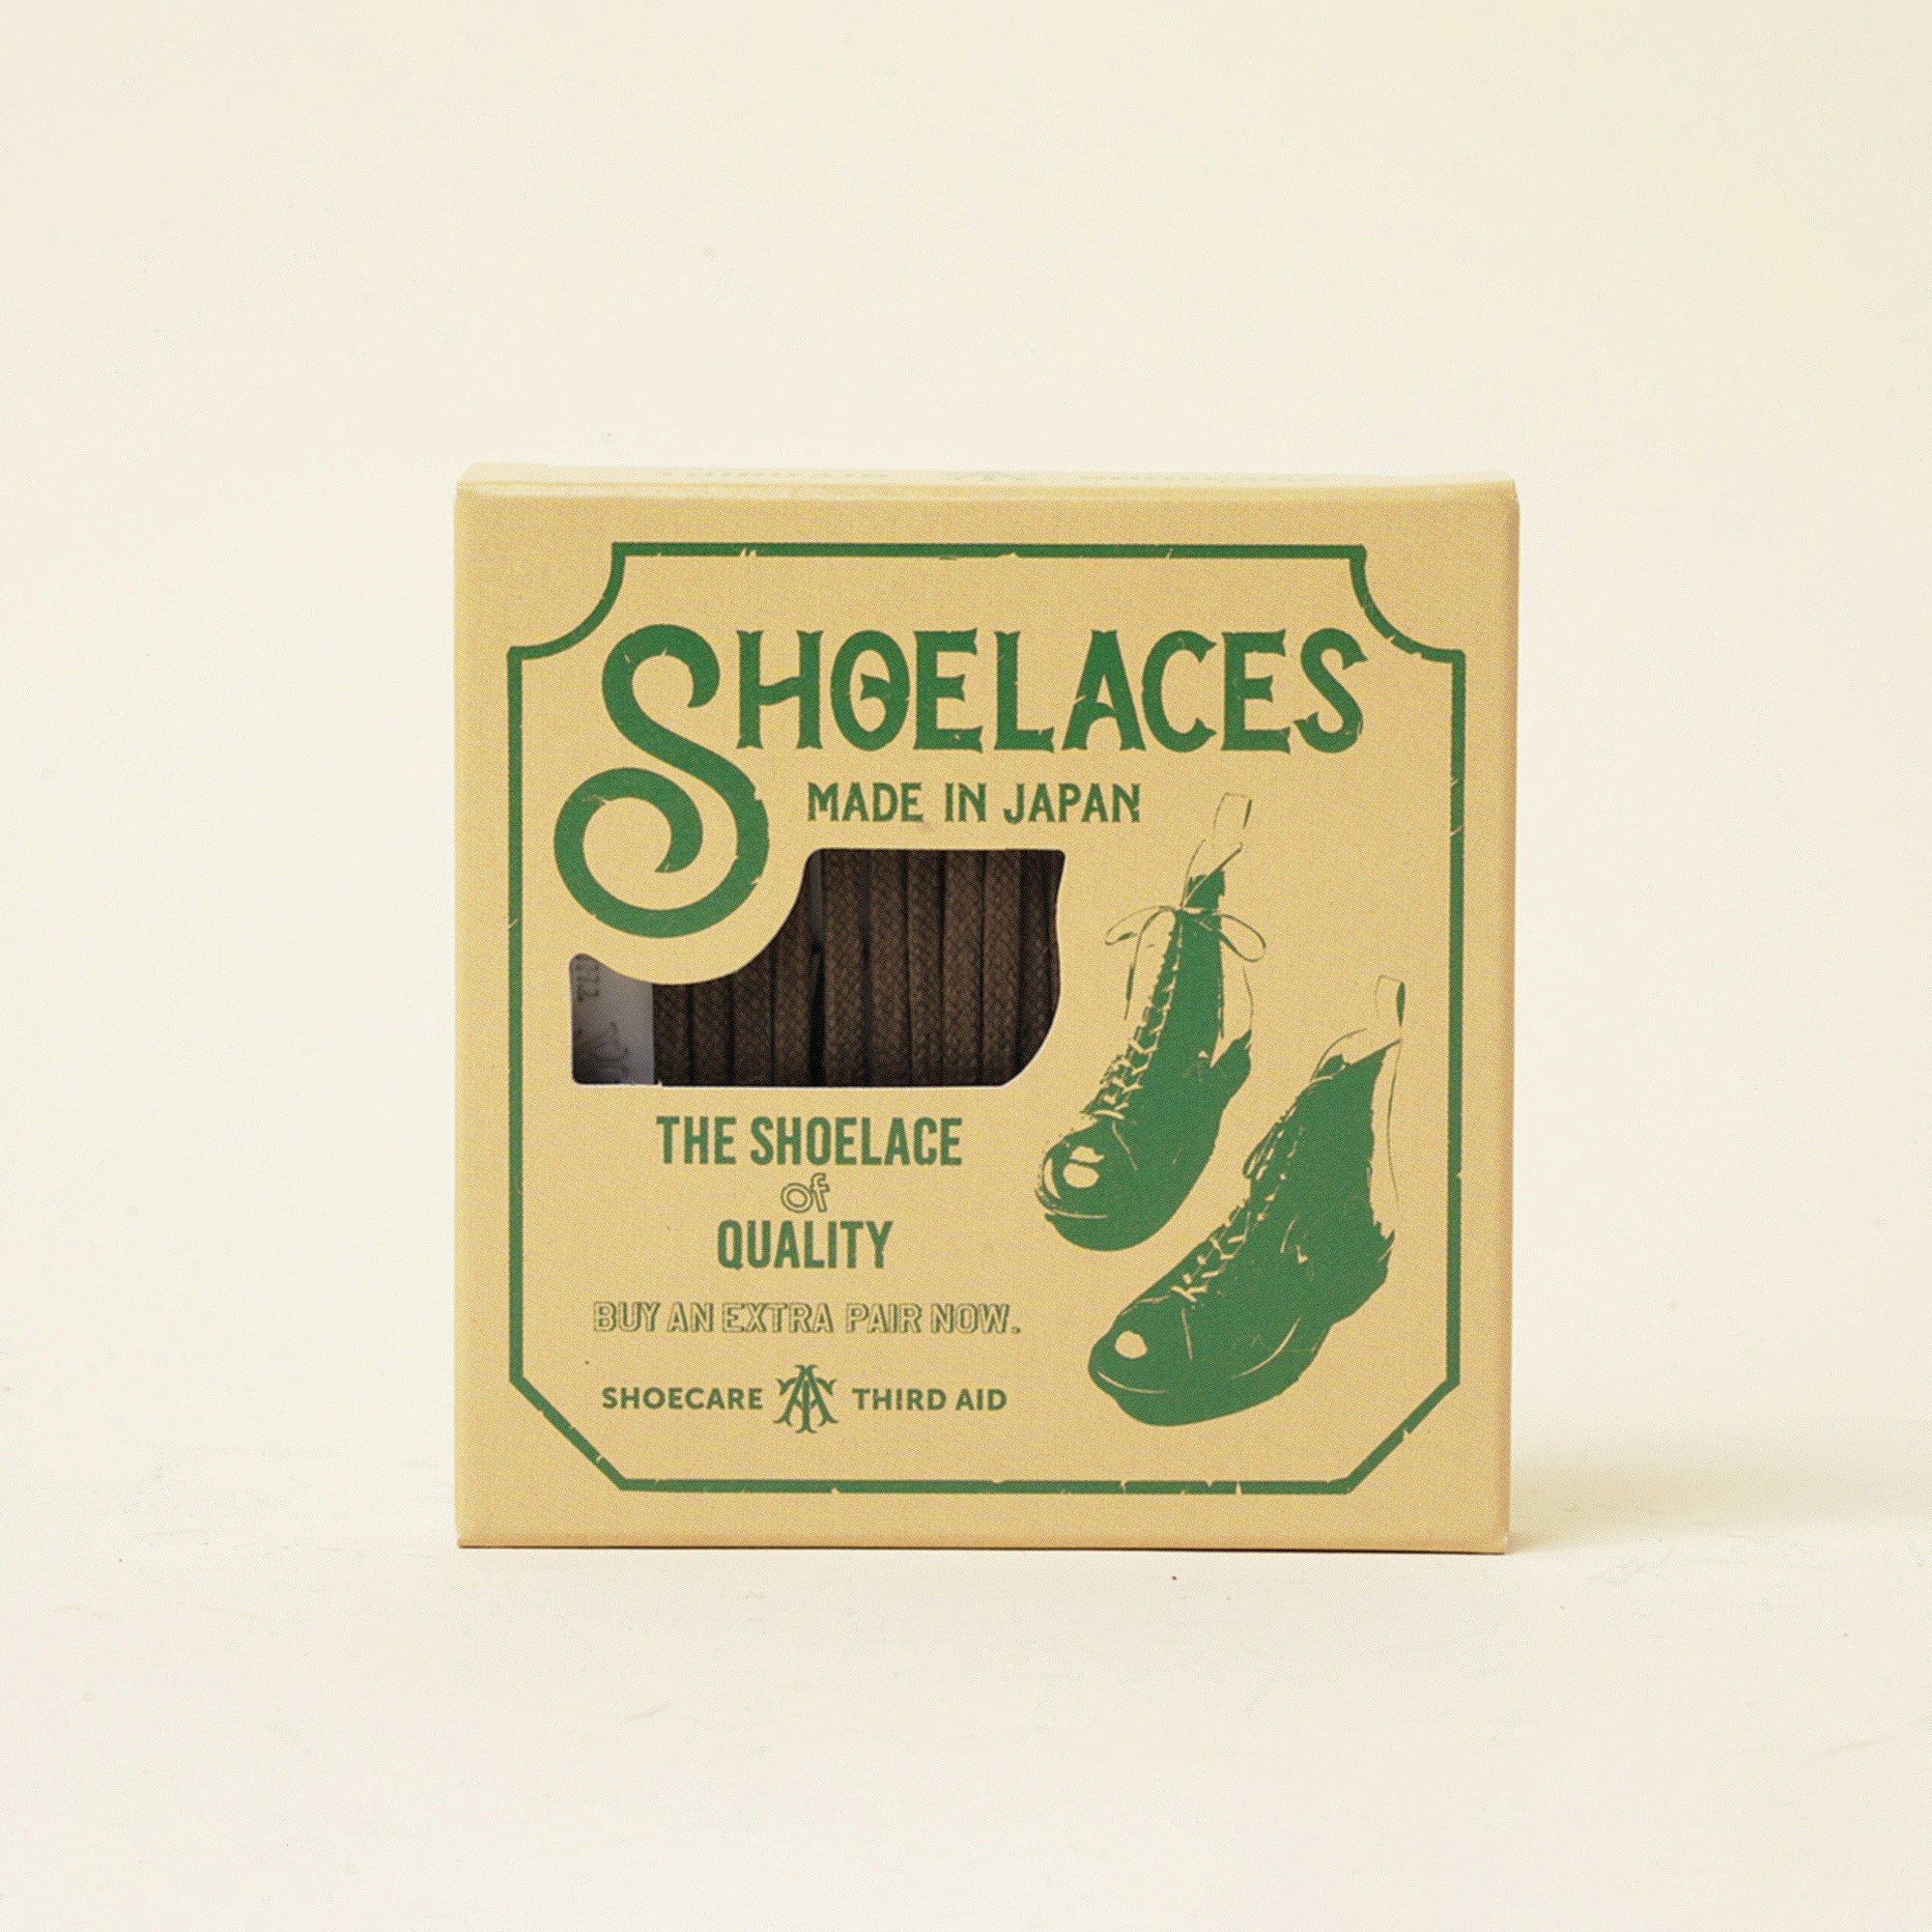 SHOELACES
MADE IN JAPAN
THE SHOELACE
of
QUALITY
BUY AN EXTRA PAIR NOW.
SHOECARE THIRD AID